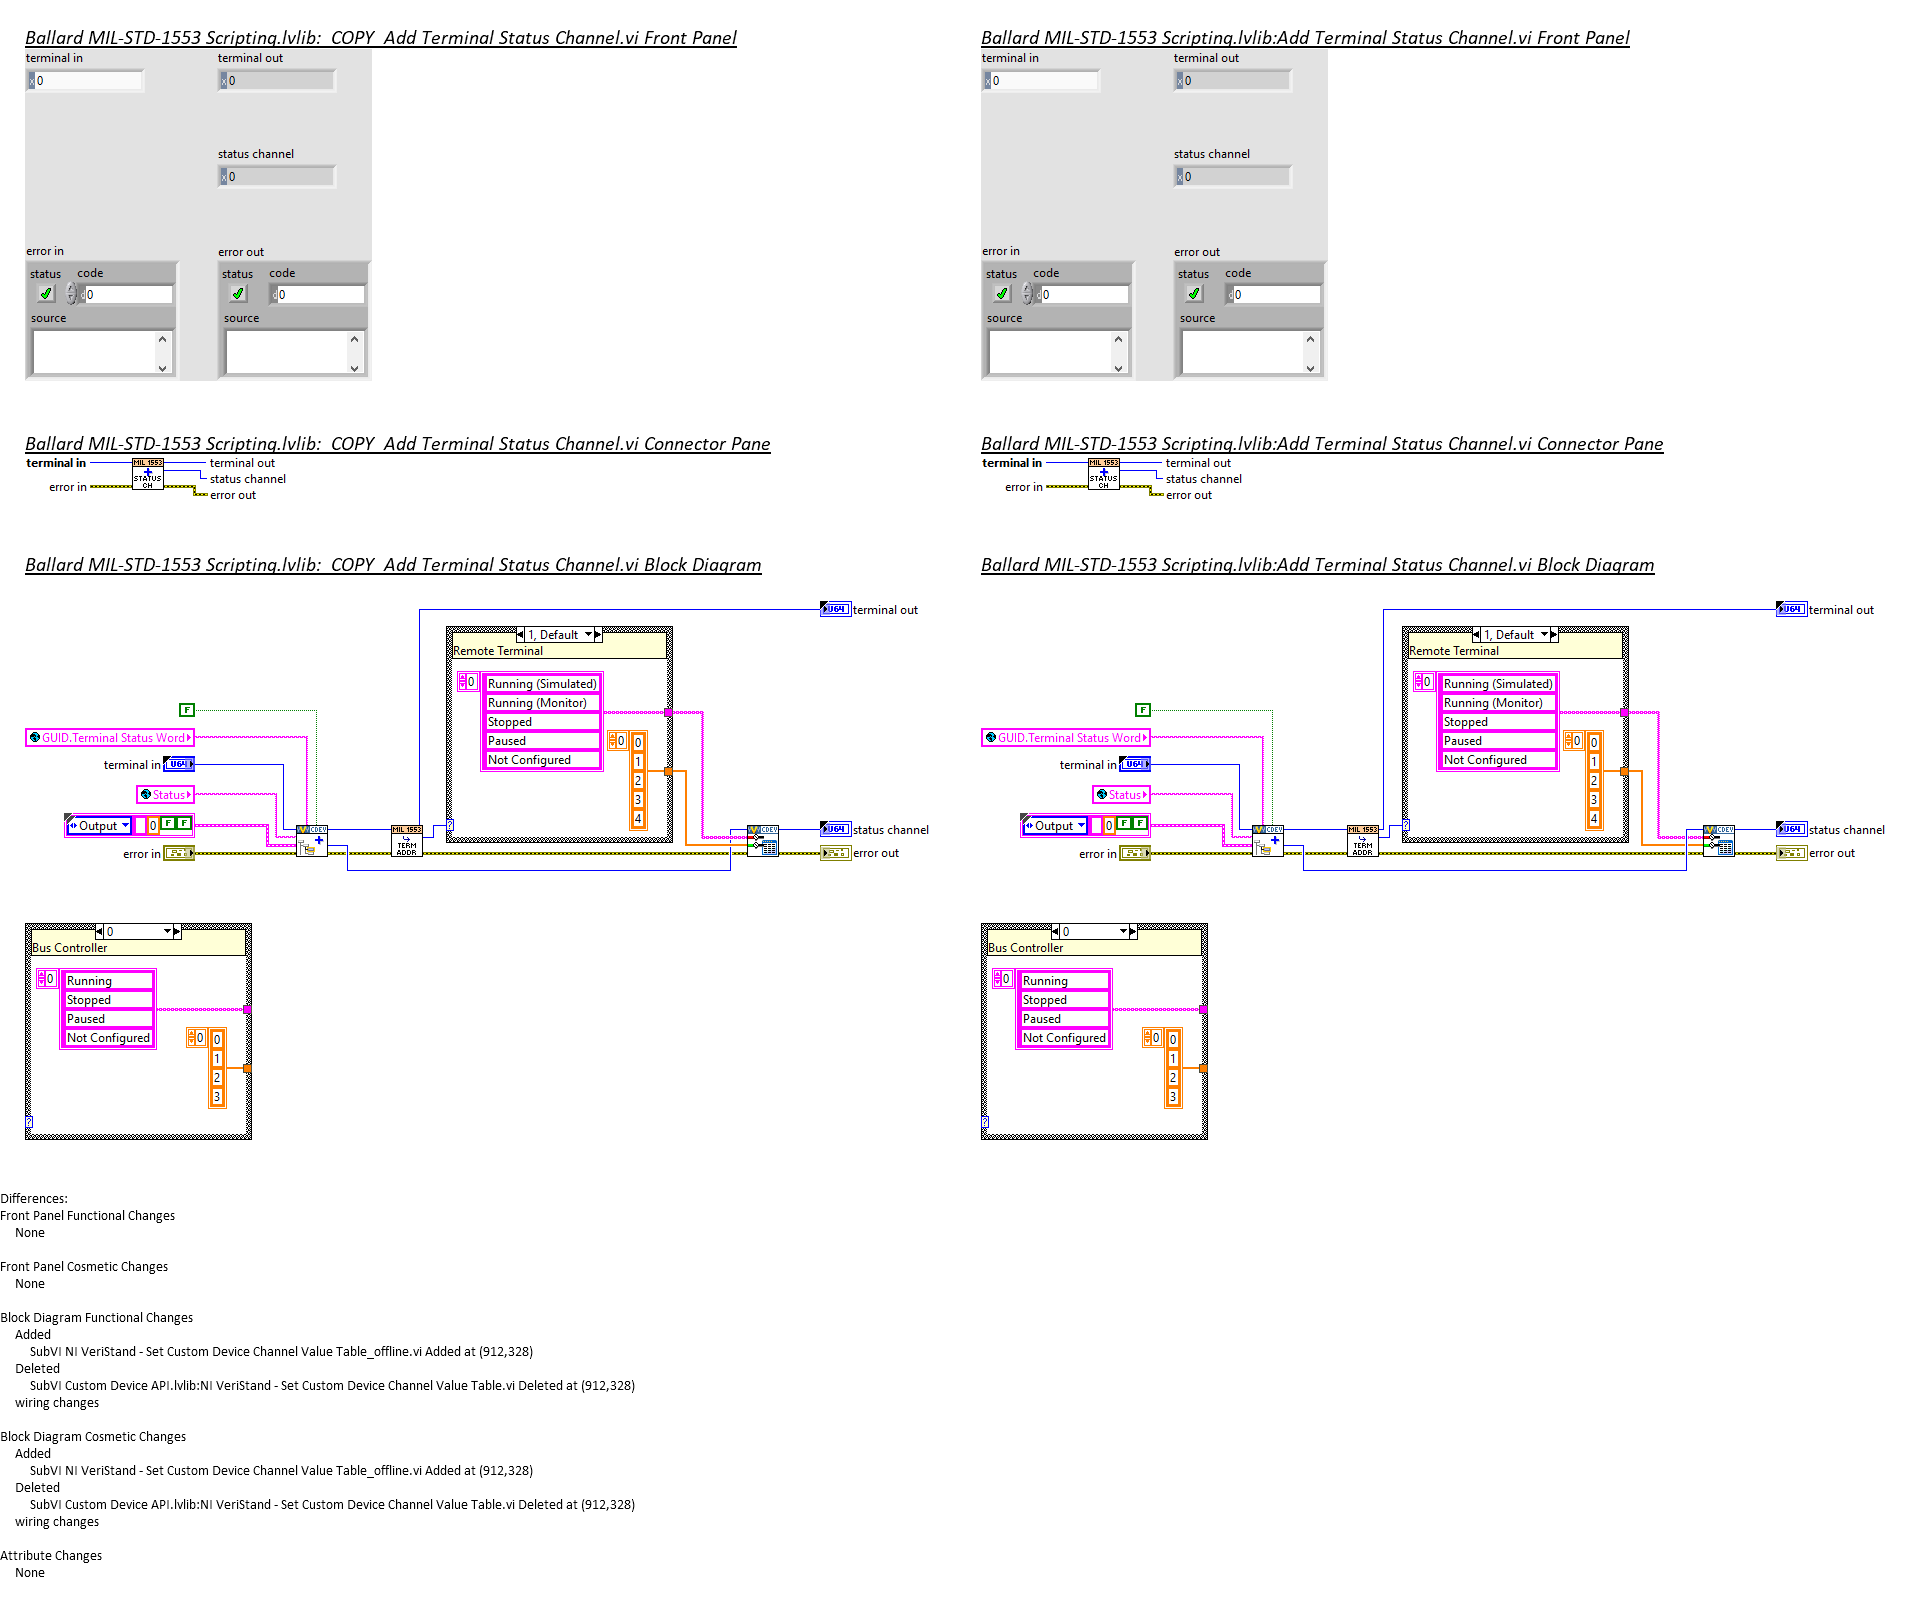 Ballard MIL-STD-1553 Scripting.lvlib:  COPY  Add Terminal Status Channel.vi Front Panel
terminal in
terminal out
x 0
x 0
status channel
x 0
error in
error out
status code
status code
d 0
d 0
source
source
Ballard MIL-STD-1553 Scripting.lvlib:  COPY  Add Terminal Status Channel.vi Connector Pane
terminal in
MIL 1553
STATUS
CH
terminal out
status channel
error in
error out
Ballard MIL-STD-1553 Scripting.lvlib:  COPY  Add Terminal Status Channel.vi Block Diagram
U64 terminal out
1, Default
Remote Terminal
0
Running (Simulated)
Running (Monitor)
Stopped
Paused
Not Configured
0
0
1
2
3
4
F
GUID.Terminal Status Word
terminal in U64
Status
Output 0 F F
error in
CDEV
MIL 1553
TERM
ADDR
?
CDEV
U64 status channel
error out
0
Bus Controller
0
Running
Stopped
Paused
Not Configured
0
0
1
2
3
?
Ballard MIL-STD-1553 Scripting.lvlib:Add Terminal Status Channel.vi Front Panel
terminal in
terminal out
x 0
x 0
status channel
x 0
error in
error out
status code
status code
d 0
d 0
source
source
Ballard MIL-STD-1553 Scripting.lvlib:Add Terminal Status Channel.vi Connector Pane
terminal in
MIL 1553
STATUS
CH
terminal out
status channel
error in
error out
Ballard MIL-STD-1553 Scripting.lvlib:Add Terminal Status Channel.vi Block Diagram
U64 terminal out
1, Default
Remote Terminal
0
Running (Simulated)
Running (Monitor)
Stopped
Paused
Not Configured
0
0
1
2
3
4
F
GUID.Terminal Status Word
terminal in U64
Status
Output 0 F F
error in
CDEV
MIL 1553
TERM
ADDR
?
CDEV
U64 status channel
error out
0
Bus Controller
0
Running
Stopped
Paused
Not Configured
0
0
1
2
3
?
Differences:
Front Panel Functional Changes
None
Front Panel Cosmetic Changes
None
Block Diagram Functional Changes
Added
SubVI NI VeriStand - Set Custom Device Channel Value Table_offline.vi Added at (912,328)
Deleted
SubVI Custom Device API.lvlib:NI VeriStand - Set Custom Device Channel Value Table.vi Deleted at (912,328)
wiring changes
Block Diagram Cosmetic Changes
Added
SubVI NI VeriStand - Set Custom Device Channel Value Table_offline.vi Added at (912,328)
Deleted
SubVI Custom Device API.lvlib:NI VeriStand - Set Custom Device Channel Value Table.vi Deleted at (912,328)
wiring changes
Attribute Changes
None